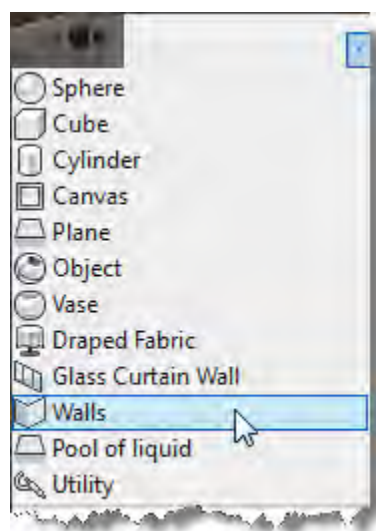 Sphere
Cube
Cylinder
Canvas
Plane
Object
Vase
Draped Fabric
Glass Curtain Wall
Walls
Pool of liquid
Utility